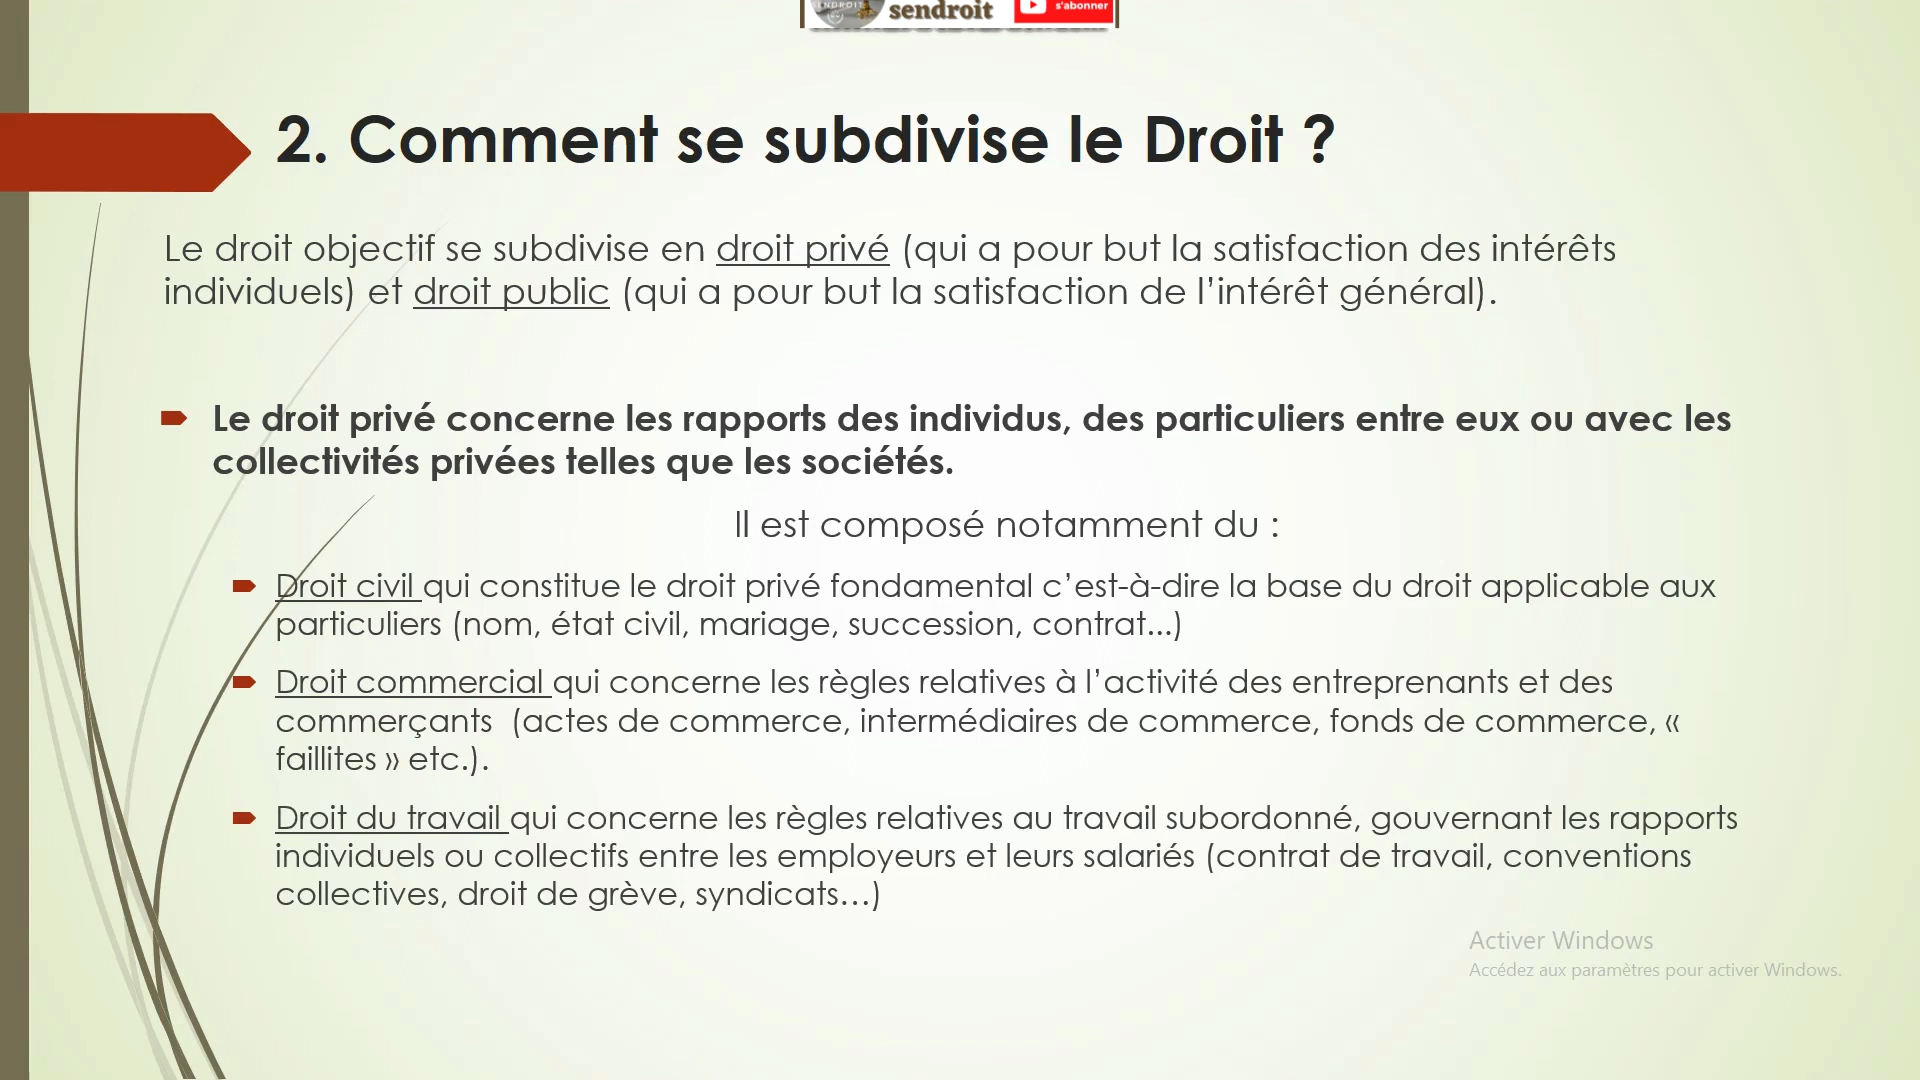 SENDROIT
sendroit
s'abonner
2. Comment se subdivise le Droit ?
Le droit objectif se subdivise en droit privé (qui a pour but la satisfaction des intérêts
individuels) et droit public (qui a pour but la satisfaction de l’intérêt général).
Le droit privé concerne les rapports des individus, des particuliers entre eux ou avec les
collectivités privées telles que les sociétés.
Il est composé notamment du :
Droit civil qui constitue le droit privé fondamental c’est-à-dire la base du droit applicable aux
particuliers (nom, état civil, mariage, succession, contrat...)
Droit commercial qui concerne les règles relatives à l’activité des entreprenants et des
commerçants  (actes de commerce, intermédiaires de commerce, fonds de commerce, «
faillites » etc.).
Droit du travail qui concerne les règles relatives au travail subordonné, gouvernant les rapports
individuels ou collectifs entre les employeurs et leurs salariés (contrat de travail, conventions
collectives, droit de grève, syndicats…)
Activer Windows
Accédez aux paramètres pour activer Windows.